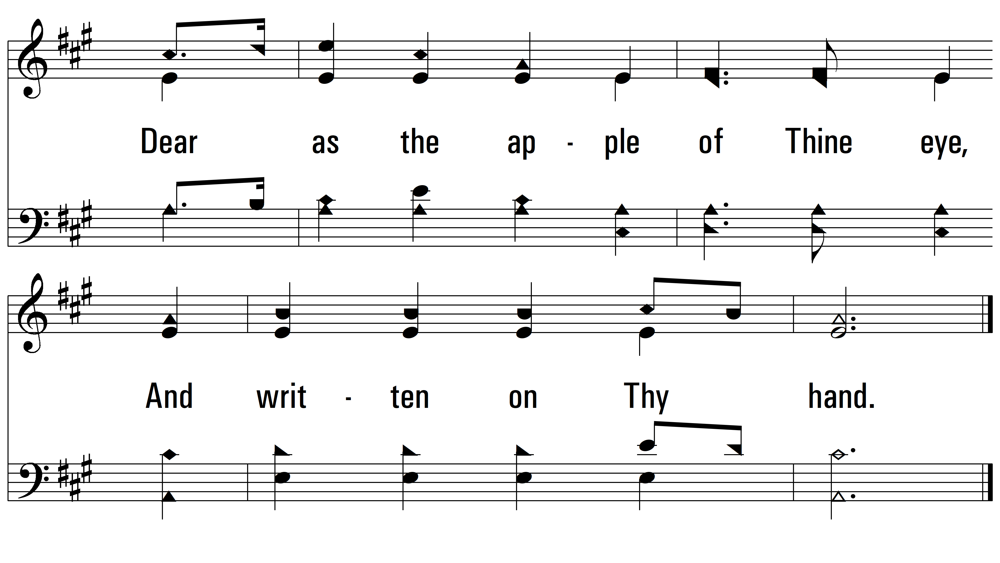 Dear as the ap - ple of Thine eye,
And writ - ten on Thy hand.